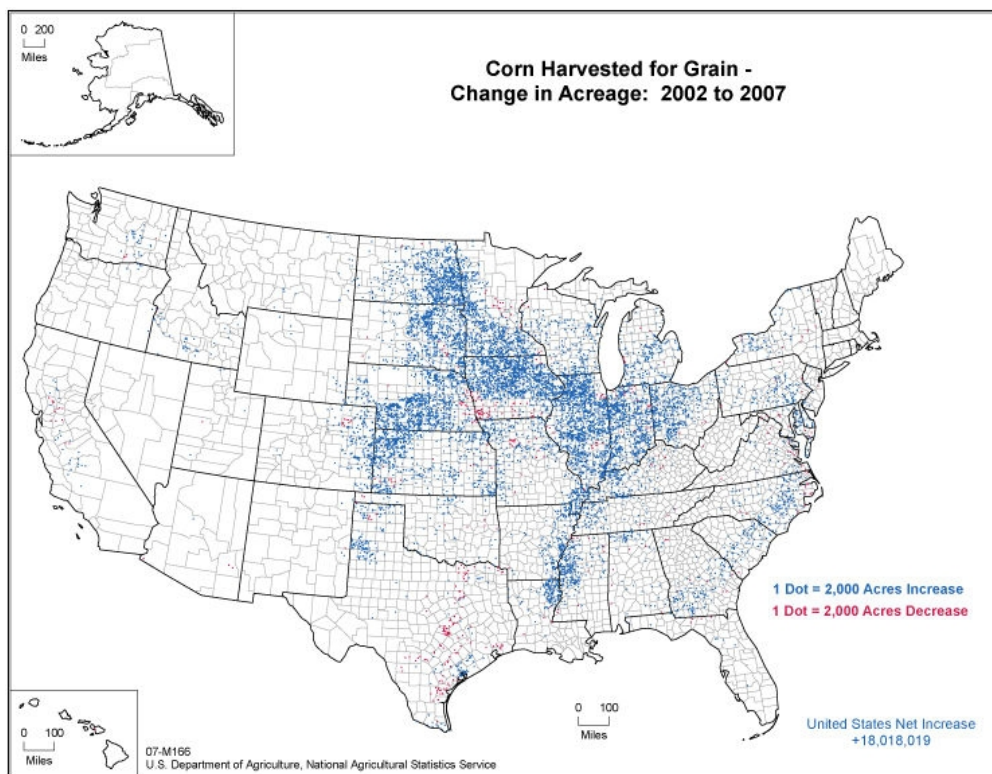 0 200
Miles
Corn Harvested for Grain -
Change in Acreage: 2002 to 2007
1 Dot = 2,000 Acres Increase
1 Dot = 2,000 Acres Decrease
0 100
Miles
0 100
Miles
United States Net Increase
+18,018,019
07-M166
U.S. Department of Agriculture, National Agricultural Statistics Service